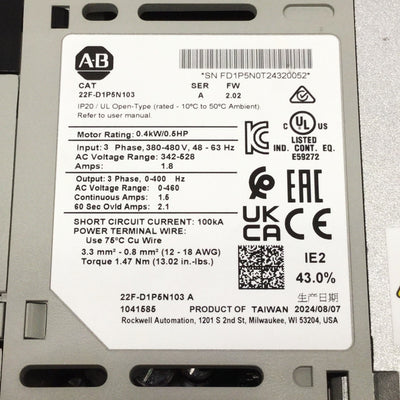 A-B
*SN FD1P5N0T24320052*
CAT SER FW
22F-D1P5N103 A 2.02
IP20 / UL Open-Type (rated - 10°C to 50°C Ambient)
Refer to user manual.
Motor Rating: 0.4kW/0.5HP
Input: 3 Phase, 380-480 V, 48 - 63 Hz
AC Voltage Range: 342-528
Amps: 1.8
Output: 3 Phase, 0-400 Hz
AC Voltage Range: 0-460
Continuous Amps: 1.5
60 Sec Ovld Amps: 2.1
SHORT CIRCUIT CURRENT: 100kA
POWER TERMINAL WIRE:
Use 75°C Cu Wire
3.3 mm² - 0.8 mm² (12 - 18 AWG)
Torque 1.47 Nm (13.02 in.-lbs.)
KC
c UL US
LISTED
IND. CONT. EQ.
E59272
EAC
UK
CA
CE
IE2
43.0%
22F-D1P5N103 A
生产日期
1041585 PRODUCT OF TAIWAN 2024/08/07
Rockwell Automation, 1201 S 2nd St, Milwaukee, WI 53204, USA